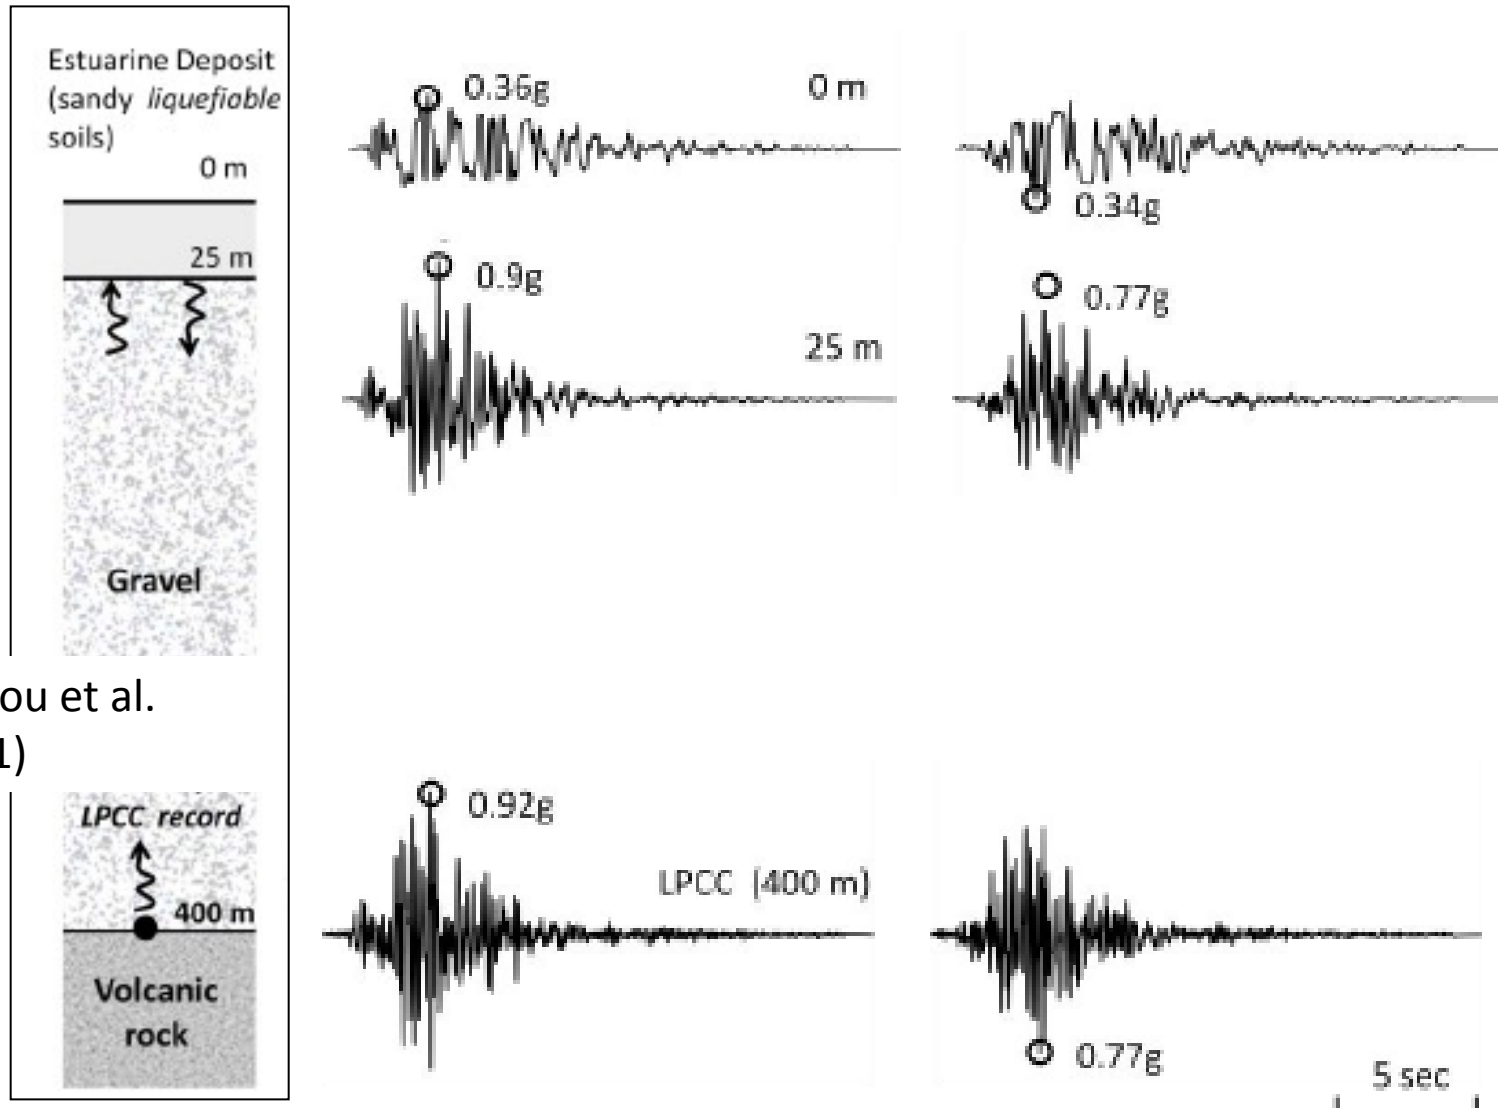 Estuarine Deposit
(sandy liquefiable
soils)
0 m
25 m
Gravel
ou et al.
1)
LPCC record
400 m
Volcanic
rock
0.36g
0 m
0.34g
0.9g
25 m
0.77g
0.92g
LPCC (400 m)
0.77g
5 sec